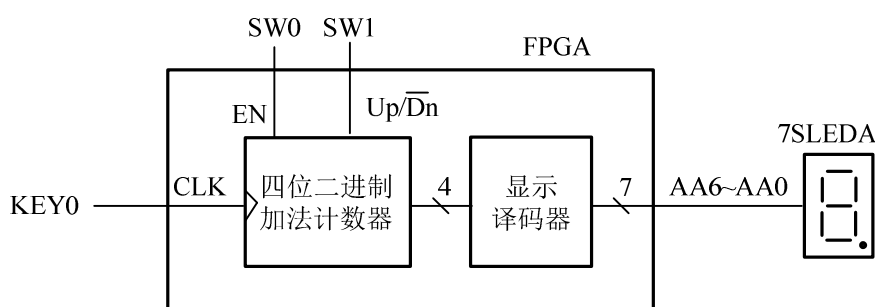 SW0 SW1
FPGA
EN
Up/D̅n
7SLEDA
KEY0
CLK
四位二进制
加法计数器
4
显示
译码器
7
AA6~AA0